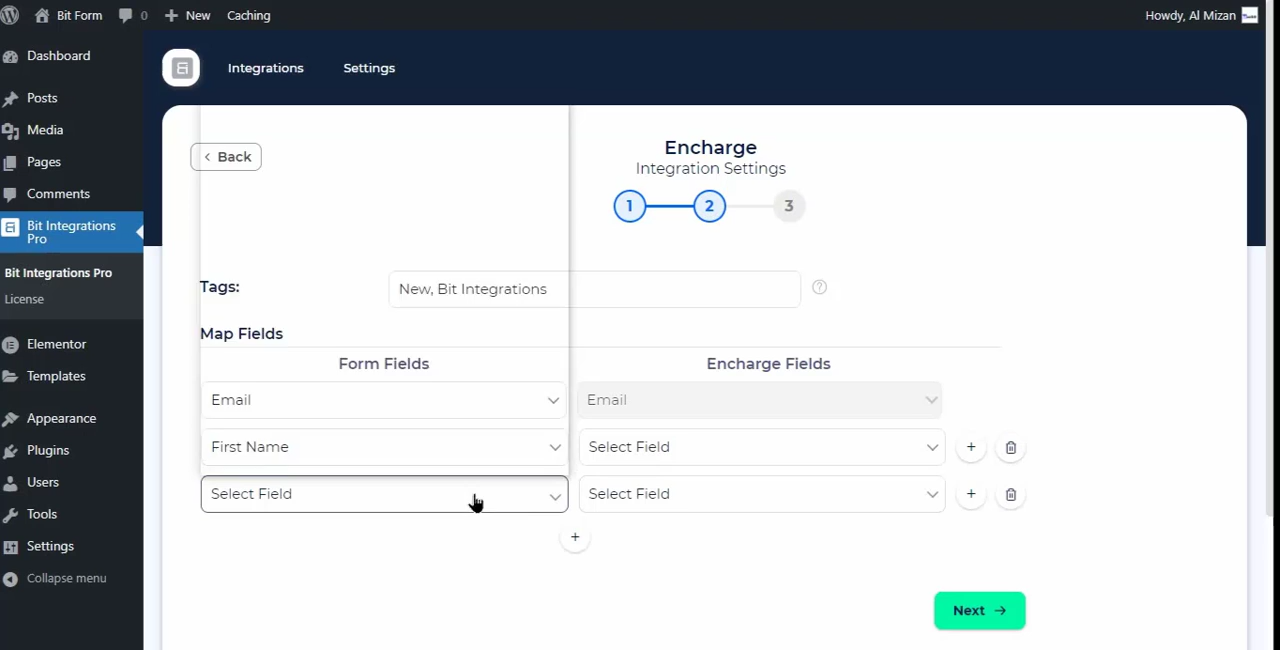 Bit Form
0
New
Caching
Howdy, Al Mizan
Dashboard
Posts
Media
Pages
Comments
Bit Integrations
Pro
Bit Integrations Pro
License
Elementor
Templates
Appearance
Plugins
Users
Tools
Settings
Collapse menu
Integrations
Settings
< Back
Encharge
Integration Settings
1
2
3
Tags:
New, Bit Integrations
?
Map Fields
Form Fields
Encharge Fields
Email
Email
First Name
Select Field
+
Select Field
Select Field
+
+
Next →